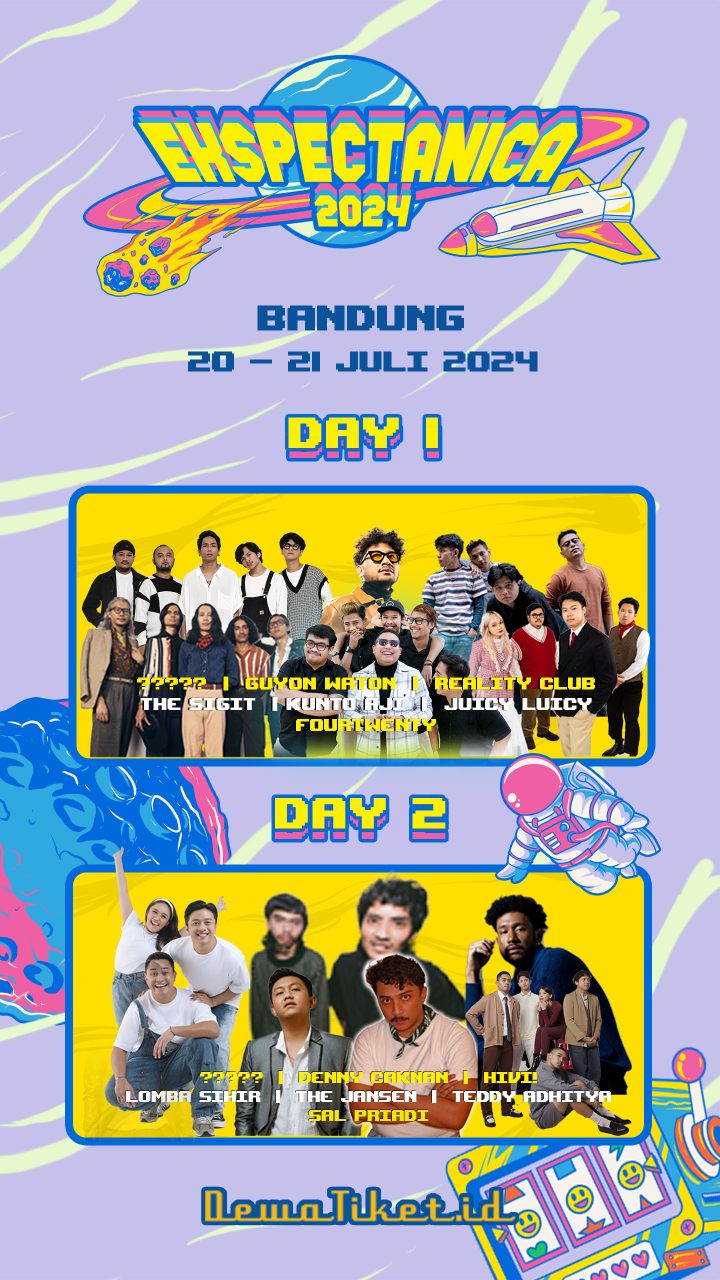 EKSPECTANICA
2024
BANDUNG
20 – 21 JULI 2024
DAY 1
????? | GUYON WATON | REALITY CLUB
THE SIGIT | KUNTO AJI | JUICY LUICY
FOURTWENTY
DAY 2
????? | DENNY CAKNAN | HIVI!
LOMBA SIHIR | THE JANSEN | TEDDY ADHITYA
SAL PRIADI
DewaTiket.id